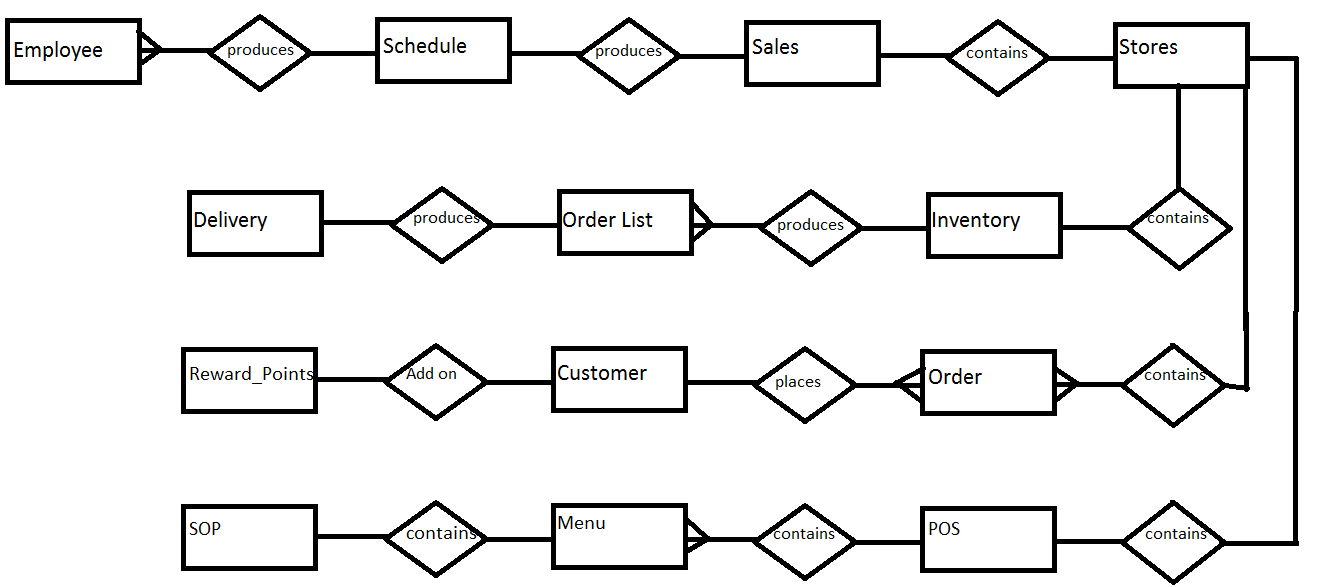 Employee
produces
Schedule
produces
Sales
contains
Stores
Delivery
produces
Order List
produces
Inventory
contains
Reward_Points
Add on
Customer
places
Order
contains
SOP
contains
Menu
contains
POS
contains